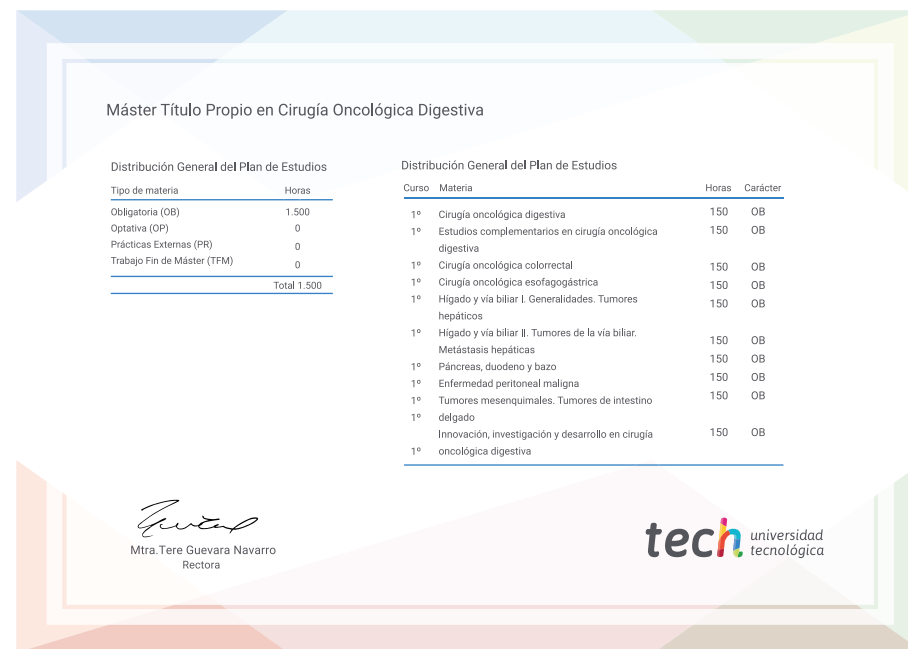 Máster Título Propio en Cirugía Oncológica Digestiva
Distribución General del Plan de Estudios
Tipo de materia Horas
Obligatoria (OB) 1.500
Optativa (OP) 0
Prácticas Externas (PR) 0
Trabajo Fin de Máster (TFM) 0
Total 1.500
Distribución General del Plan de Estudios
Curso Materia Horas Carácter
1º Cirugía oncológica digestiva 150 OB
1º Estudios complementarios en cirugía oncológica 150 OB
digestiva
1º Cirugía oncológica colorrectal 150 OB
1º Cirugía oncológica esofagogástrica 150 OB
1º Hígado y vía biliar I. Generalidades. Tumores 150 OB
hepáticos
1º Hígado y vía biliar II. Tumores de la vía biliar. 150 OB
Metástasis hepáticas 150 OB
1º Páncreas, duodeno y bazo 150 OB
1º Enfermedad peritoneal maligna 150 OB
1º Tumores mesenquimales. Tumores de intestino
1º delgado
Innovación, investigación y desarrollo en cirugía 150 OB
1º oncológica digestiva
Mtra.Tere Guevara Navarro
Rectora
tech universidad
tecnológica